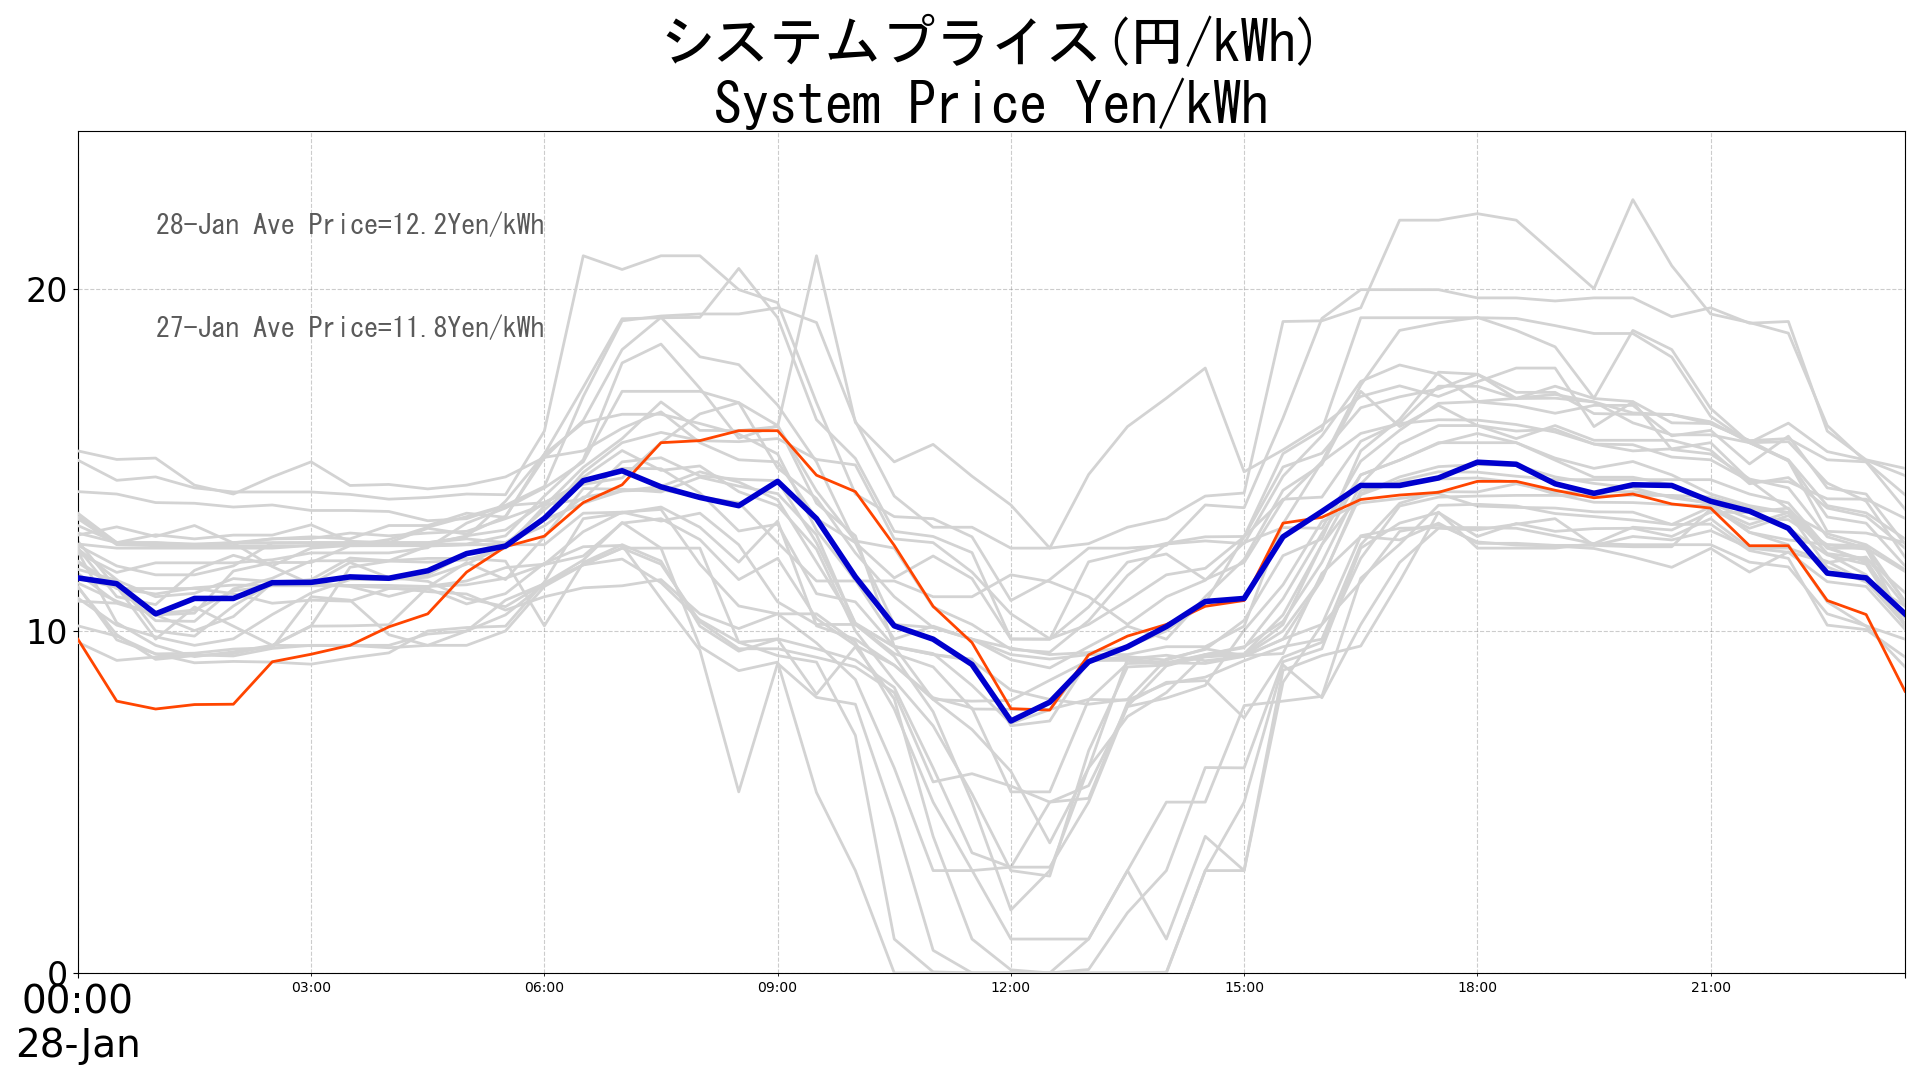 システムプライス(円/kWh)
System Price Yen/kWh
28-Jan Ave Price=12.2Yen/kWh
20
27-Jan Ave Price=11.8Yen/kWh
10
0
00:00 03:00 06:00 09:00 12:00 15:00 18:00 21:00
28-Jan